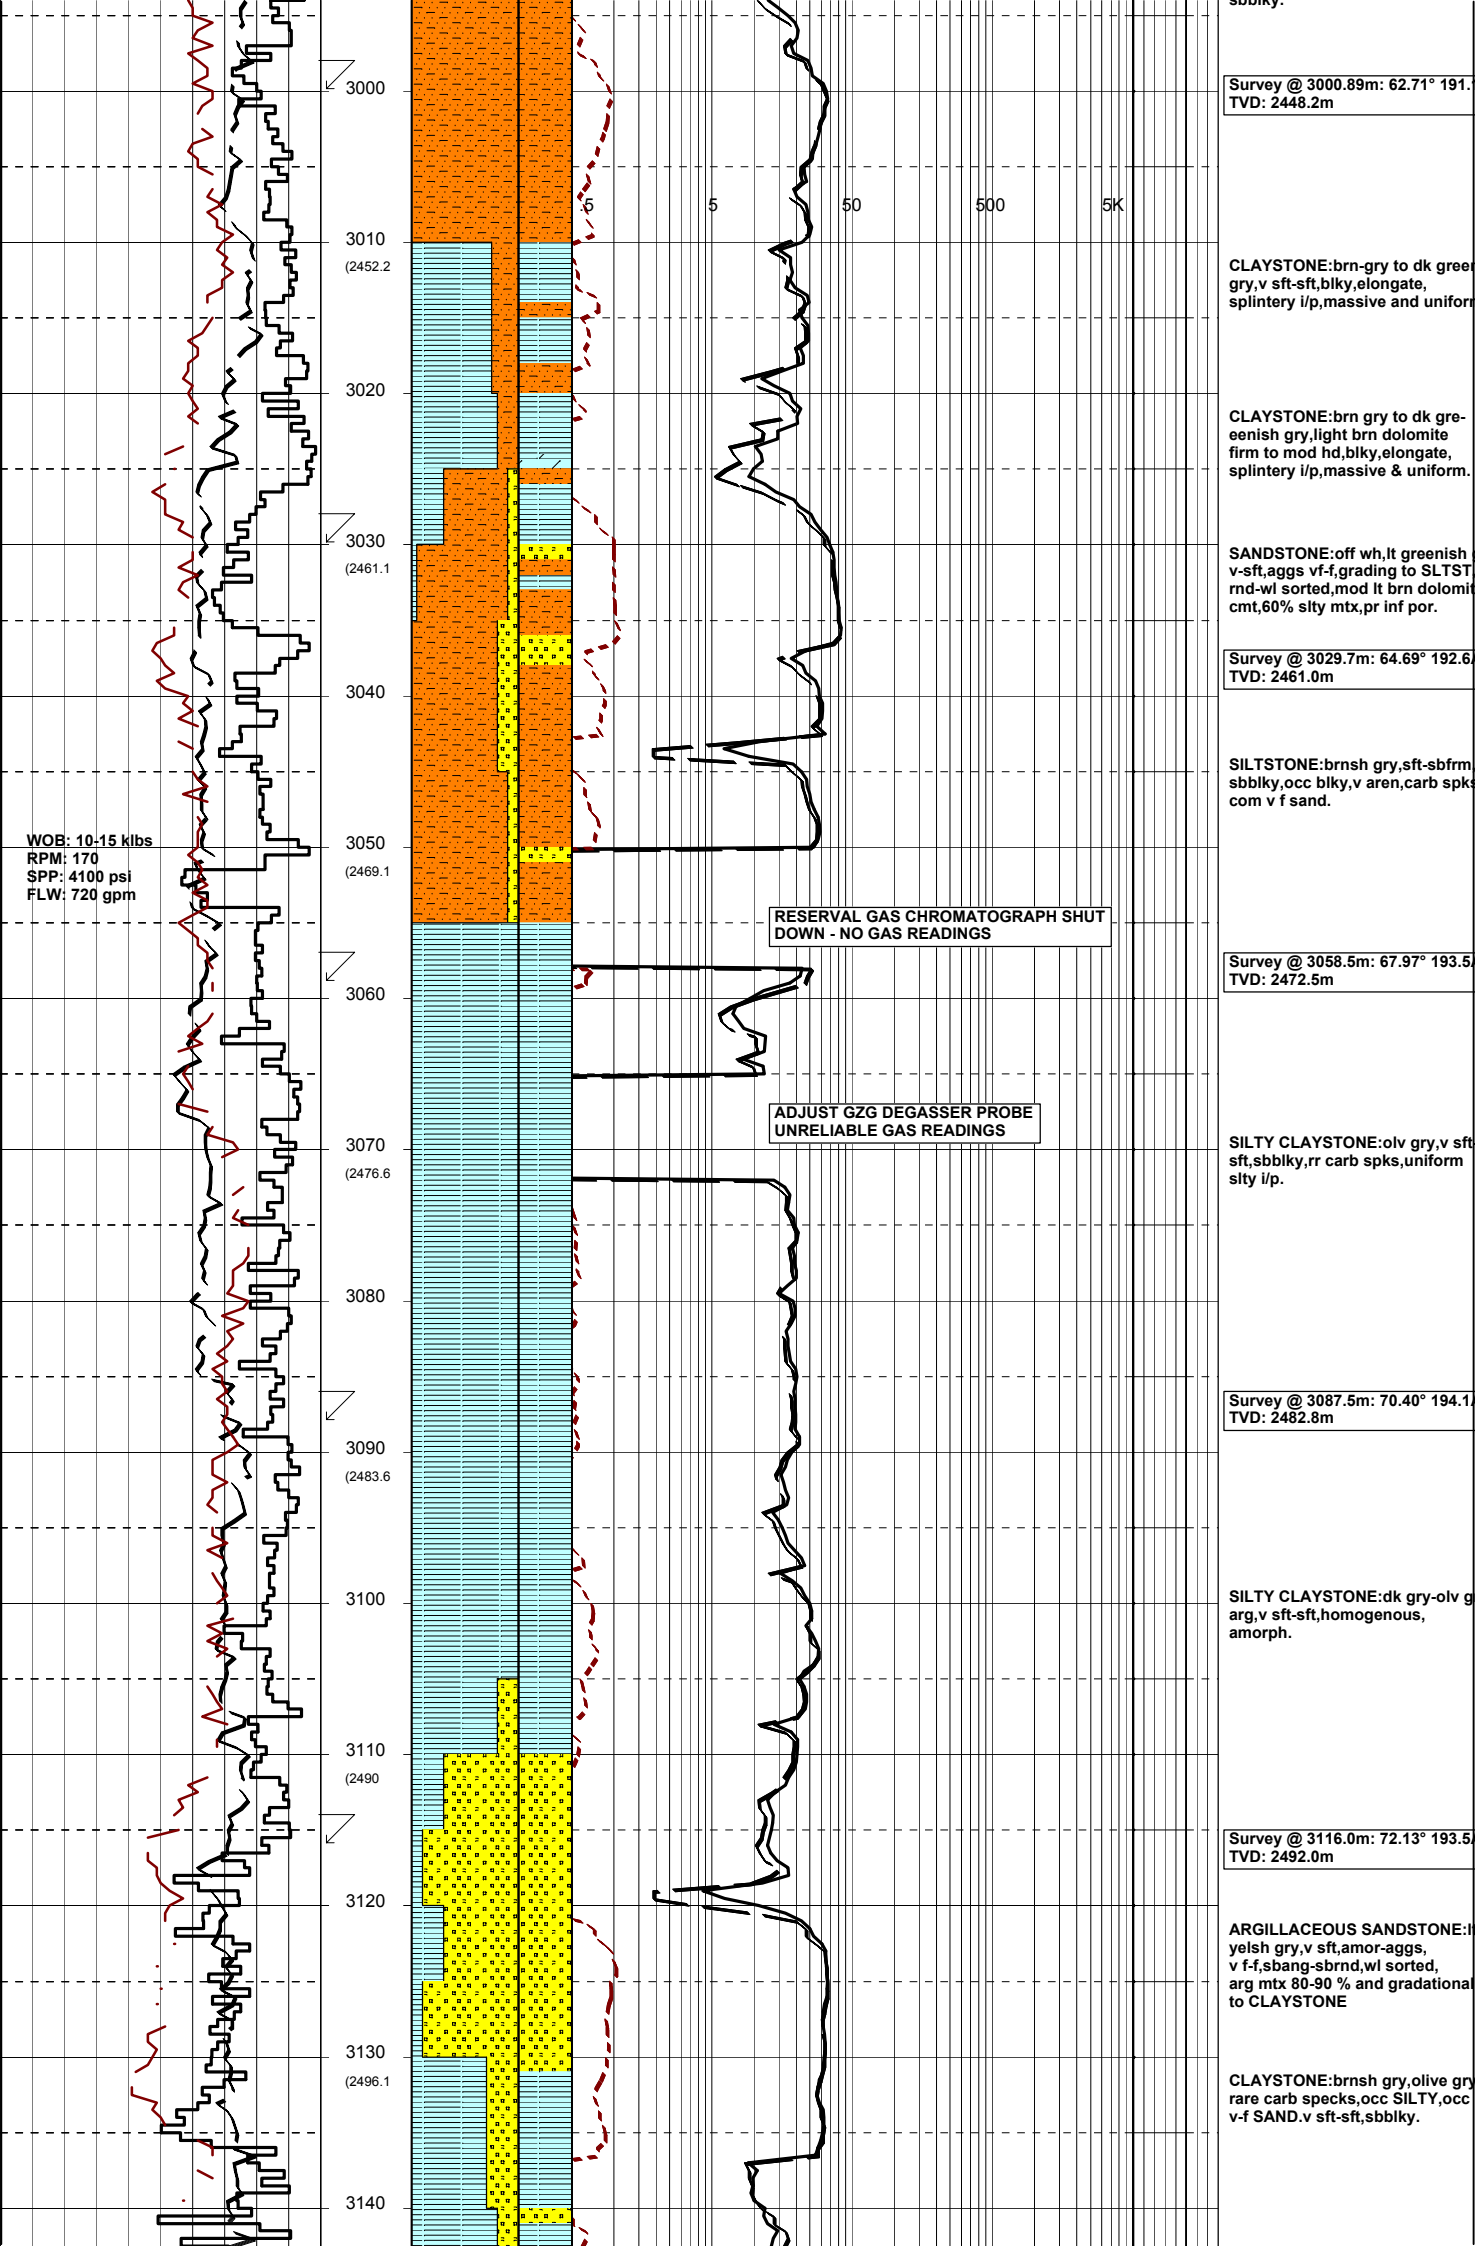 sbblky.
3000
Survey @ 3000.89m: 62.71° 191.
TVD: 2448.2m
.5 5 50 500 5K
3010
(2452.2
CLAYSTONE:brn-gry to dk green
gry,v sft-sft,blky,elongate,
splintery i/p,massive and uniform
3020
CLAYSTONE:brn gry to dk gre-
eenish gry,light brn dolomite
firm to mod hd,blky,elongate,
splintery i/p,massive & uniform.
3030
(2461.1
SANDSTONE:off wh,lt greenish
v-sft,aggs vf-f,grading to SLTST,
rnd-wl sorted,mod lt brn dolomit
cmt,60% slty mtx,pr inf por.
Survey @ 3029.7m: 64.69° 192.6
TVD: 2461.0m
3040
SILTSTONE:brnsh gry,sft-sbfrm,
sbblky,occ blky,v aren,carb spks
com v f sand.
WOB: 10-15 klbs
RPM: 170
SPP: 4100 psi
FLW: 720 gpm
3050
(2469.1
RESERVAL GAS CHROMATOGRAPH SHUT
DOWN - NO GAS READINGS
Survey @ 3058.5m: 67.97° 193.5
TVD: 2472.5m
3060
ADJUST GZG DEGASSER PROBE
UNRELIABLE GAS READINGS
3070
(2476.6
SILTY CLAYSTONE:olv gry,v sft
sft,sbblky,rr carb spks,uniform
slty i/p.
3080
Survey @ 3087.5m: 70.40° 194.1
TVD: 2482.8m
3090
(2483.6
3100
SILTY CLAYSTONE:dk gry-olv g
arg,v sft-sft,homogenous,
amorph.
3110
(2490
Survey @ 3116.0m: 72.13° 193.5
TVD: 2492.0m
3120
ARGILLACEOUS SANDSTONE:
yelsh gry,v sft,amor-aggs,
v f-f,sbang-sbrnd,wl sorted,
arg mtx 80-90 % and gradational
to CLAYSTONE
3130
(2496.1
CLAYSTONE:brnsh gry,olive gry
rare carb specks,occ SILTY,occ
v-f SAND.v sft-sft,sbblky.
3140